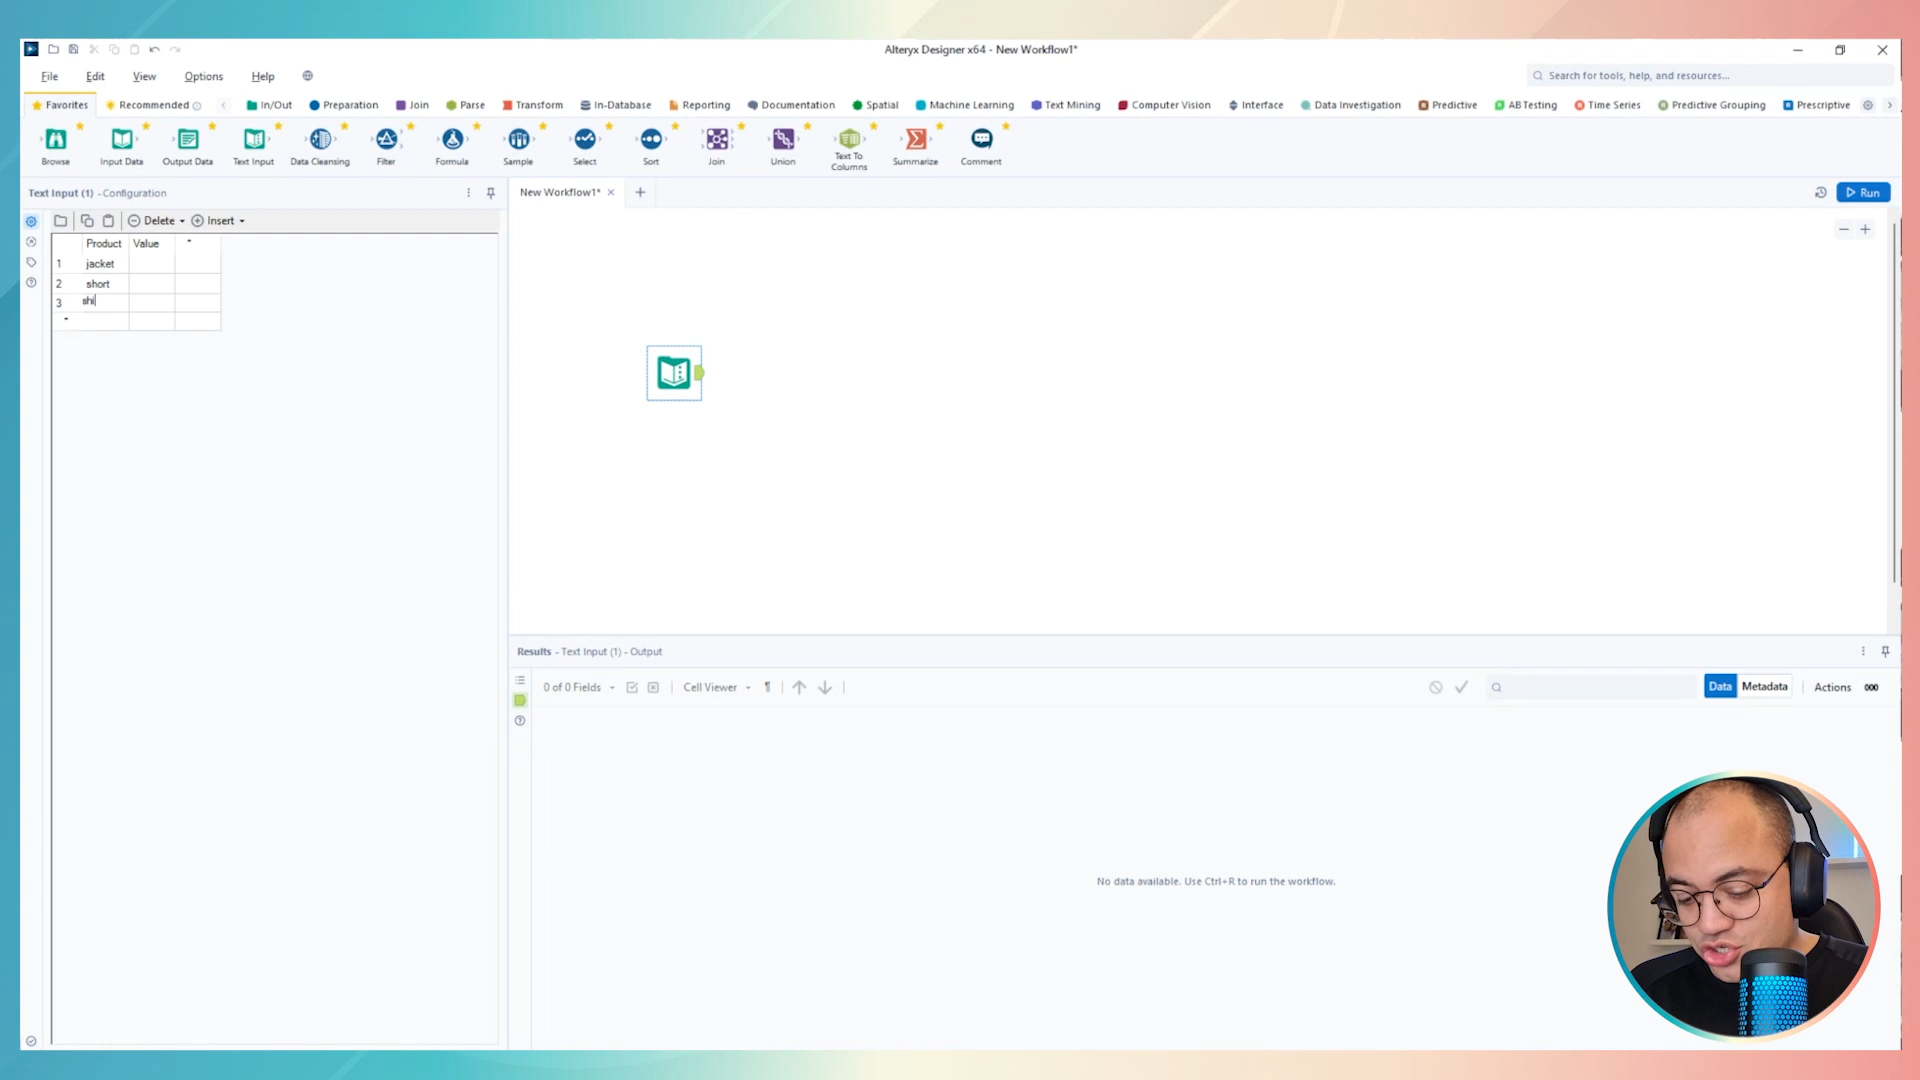 Alteryx Designer x64 - New Workflow1*
File Edit View Options Help
Search for tools, help, and resources...
Favorites Recommended In/Out Preparation Join Parse Transform In-Database Reporting Documentation Spatial Machine Learning Text Mining Computer Vision Interface Data Investigation Predictive AB Testing Time Series Predictive Grouping Prescriptive
Browse Input Data Output Data Text Input Data Cleansing Filter Formula Sample Select Sort Join Union Text To Columns Summarize Comment
Text Input (1) - Configuration
New Workflow1*
Run
Delete Insert
Product Value
1 jacket
2 short
3 shi
Results - Text Input (1) - Output
0 of 0 Fields Cell Viewer
Data Metadata Actions 000
No data available. Use Ctrl+R to run the workflow.